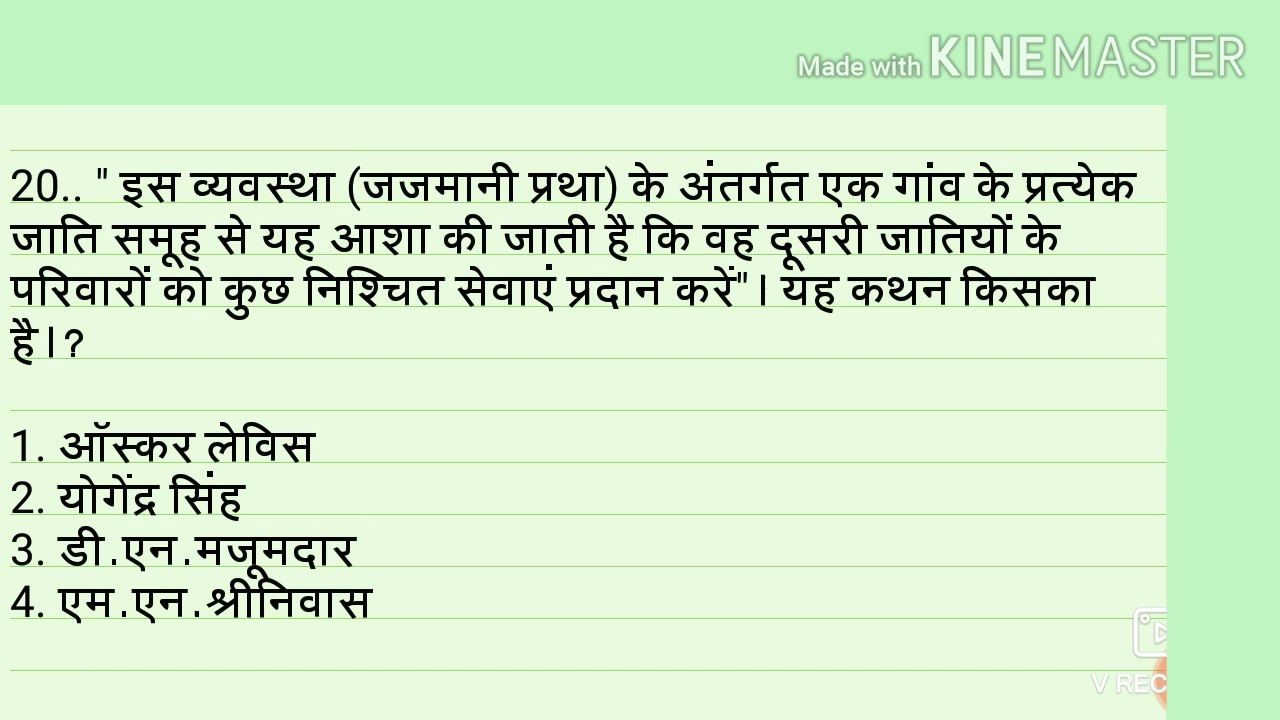 Made with KINEMASTER
20.. " इस व्यवस्था (जजमानी प्रथा) के अंतर्गत एक गांव के प्रत्येक
जाति समूह से यह आशा की जाती है कि वह दूसरी जातियों के
परिवारों को कुछ निश्चित सेवाएं प्रदान करें"। यह कथन किसका
है।?
1. ऑस्कर लेविस
2. योगेंद्र सिंह
3. डी.एन.मजूमदार
4. एम.एन.श्रीनिवास
V REC